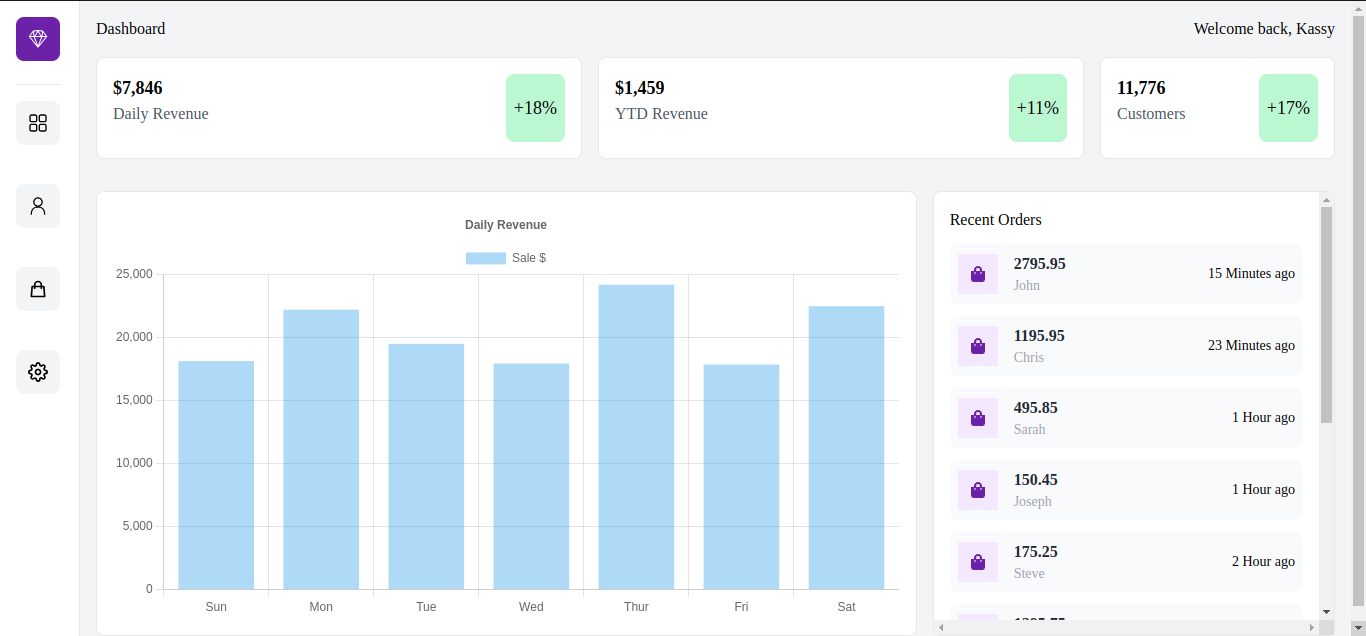 Dashboard
Welcome back, Kassy
$7,846
Daily Revenue
+18%
$1,459
YTD Revenue
+11%
11,776
Customers
+17%
Daily Revenue
Sale $
25,000
20,000
15,000
10,000
5,000
0
Sun Mon Tue Wed Thur Fri Sat
Recent Orders
2795.95
John
15 Minutes ago
1195.95
Chris
23 Minutes ago
495.85
Sarah
1 Hour ago
150.45
Joseph
1 Hour ago
175.25
Steve
2 Hour ago